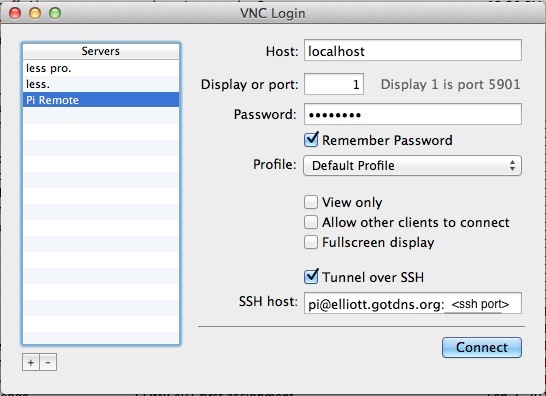 VNC Login
Servers
less pro.
less.
Pi Remote
Host: localhost
Display or port: 1 Display 1 is port 5901
Password: ••••••••
Remember Password
Profile: Default Profile
View only
Allow other clients to connect
Fullscreen display
Tunnel over SSH
SSH host: pi@elliott.gotdns.org: <ssh port>
+ -
Connect